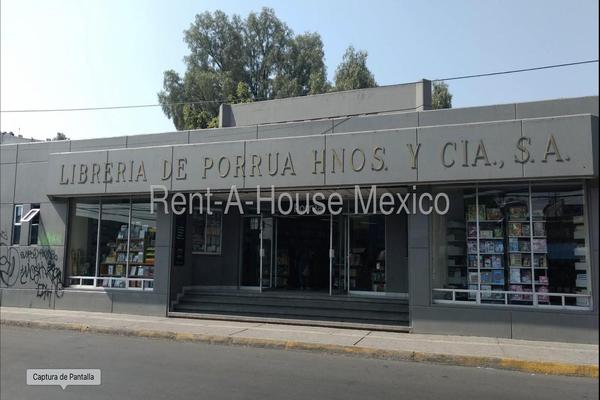 LIBRERIA DE PORRUA HNOS. Y CIA., S.A.
Rent-A-House Mexico
Captura de Pantalla